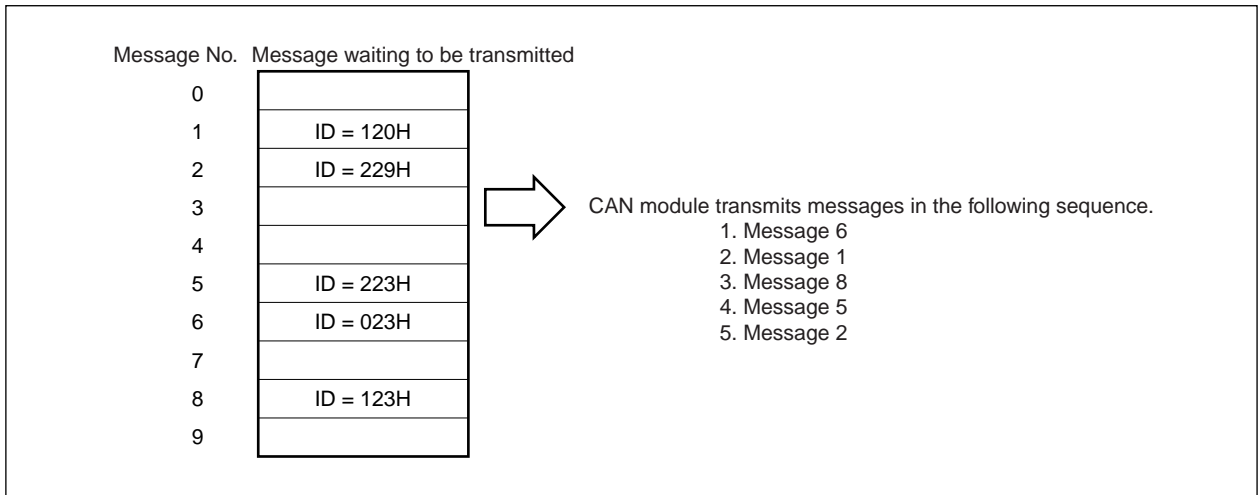 Message No. Message waiting to be transmitted
0
1 ID = 120H
2 ID = 229H
3
4
5 ID = 223H
6 ID = 023H
7
8 ID = 123H
9
CAN module transmits messages in the following sequence.
1. Message 6
2. Message 1
3. Message 8
4. Message 5
5. Message 2